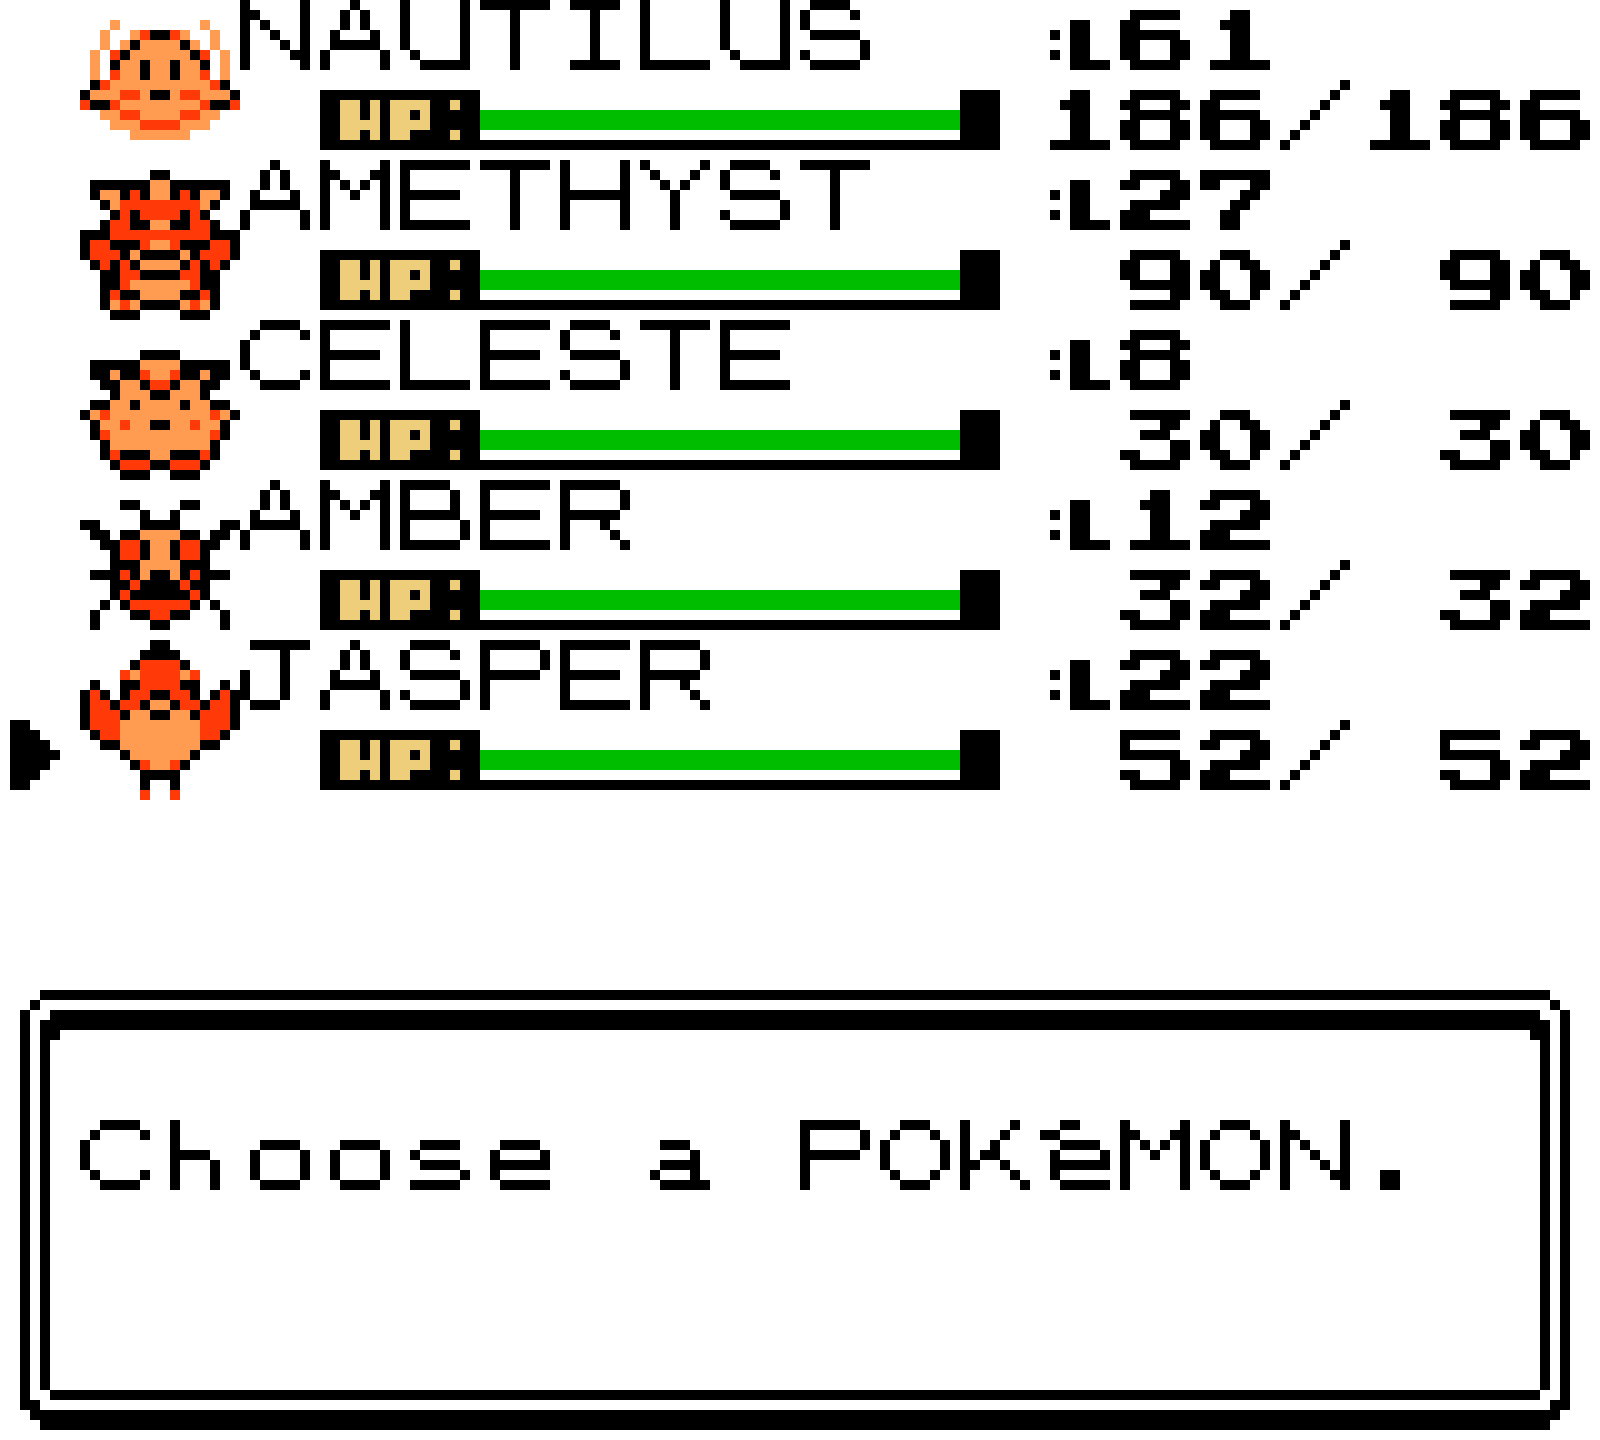 NAUTILUS :L61
HP: 186/186
AMETHYST :L27
HP: 90/ 90
CELESTE :L8
HP: 30/ 30
AMBER :L12
HP: 32/ 32
JASPER :L22
HP: 52/ 52
Choose a POKéMON.